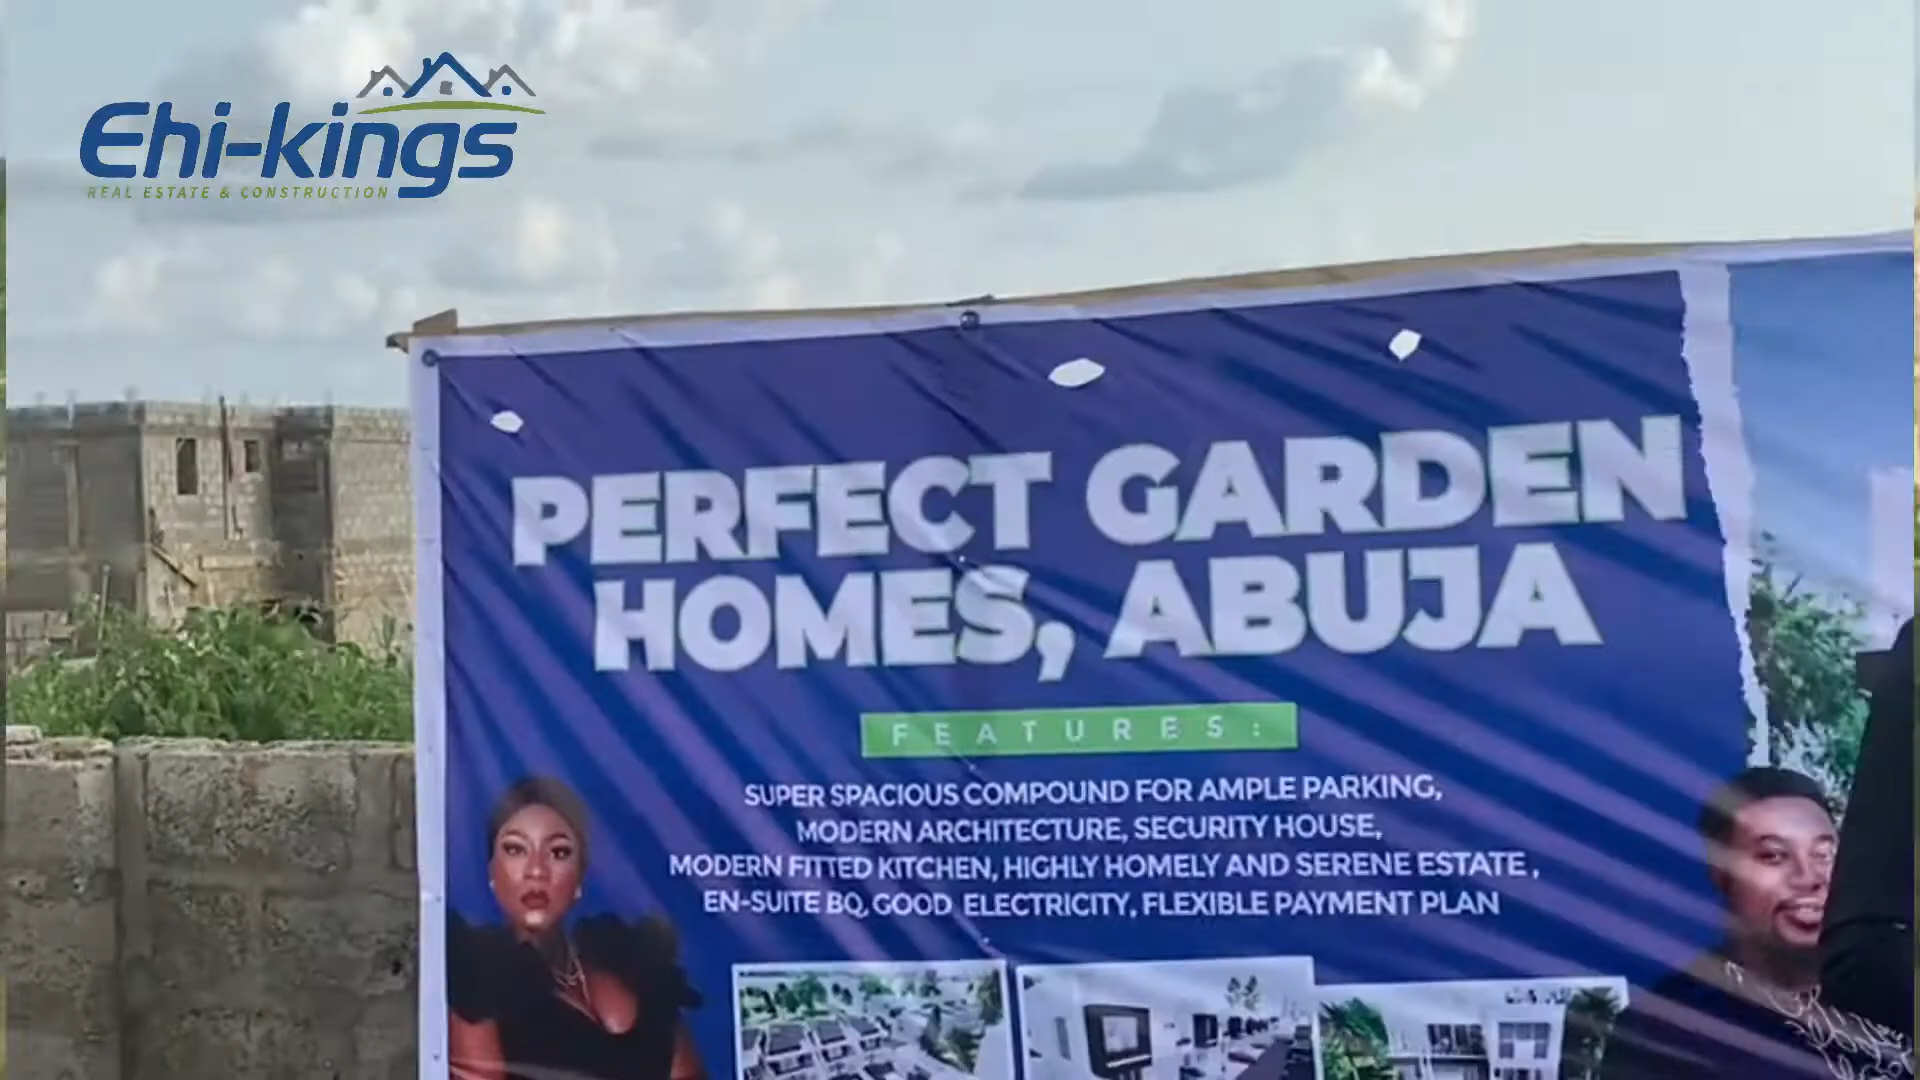 Ehi-kings
REAL ESTATE & CONSTRUCTION
PERFECT GARDEN
HOMES, ABUJA
FEATURES:
SUPER SPACIOUS COMPOUND FOR AMPLE PARKING,
MODERN ARCHITECTURE, SECURITY HOUSE,
MODERN FITTED KITCHEN, HIGHLY HOMELY AND SERENE ESTATE,
EN-SUITE BQ, GOOD ELECTRICITY, FLEXIBLE PAYMENT PLAN